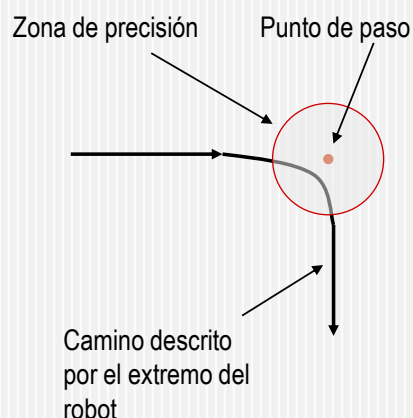 Zona de precisión
Punto de paso
Camino descrito
por el extremo del
robot